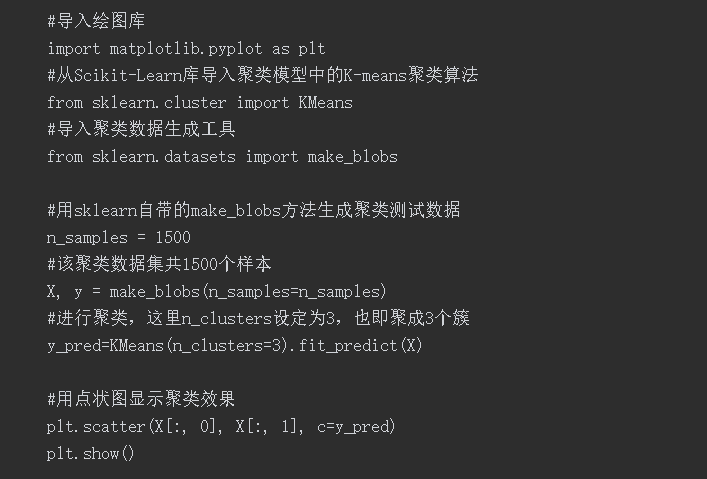 #导入绘图库
import matplotlib.pyplot as plt
#从Scikit-Learn库导入聚类模型中的K-means聚类算法
from sklearn.cluster import KMeans
#导入聚类数据生成工具
from sklearn.datasets import make_blobs
#用sklearn自带的make_blobs方法生成聚类测试数据
n_samples = 1500
#该聚类数据集共1500个样本
X, y = make_blobs(n_samples=n_samples)
#进行聚类，这里n_clusters设定为3，也即聚成3个簇
y_pred=KMeans(n_clusters=3).fit_predict(X)
#用点状图显示聚类效果
plt.scatter(X[:, 0], X[:, 1], c=y_pred)
plt.show()